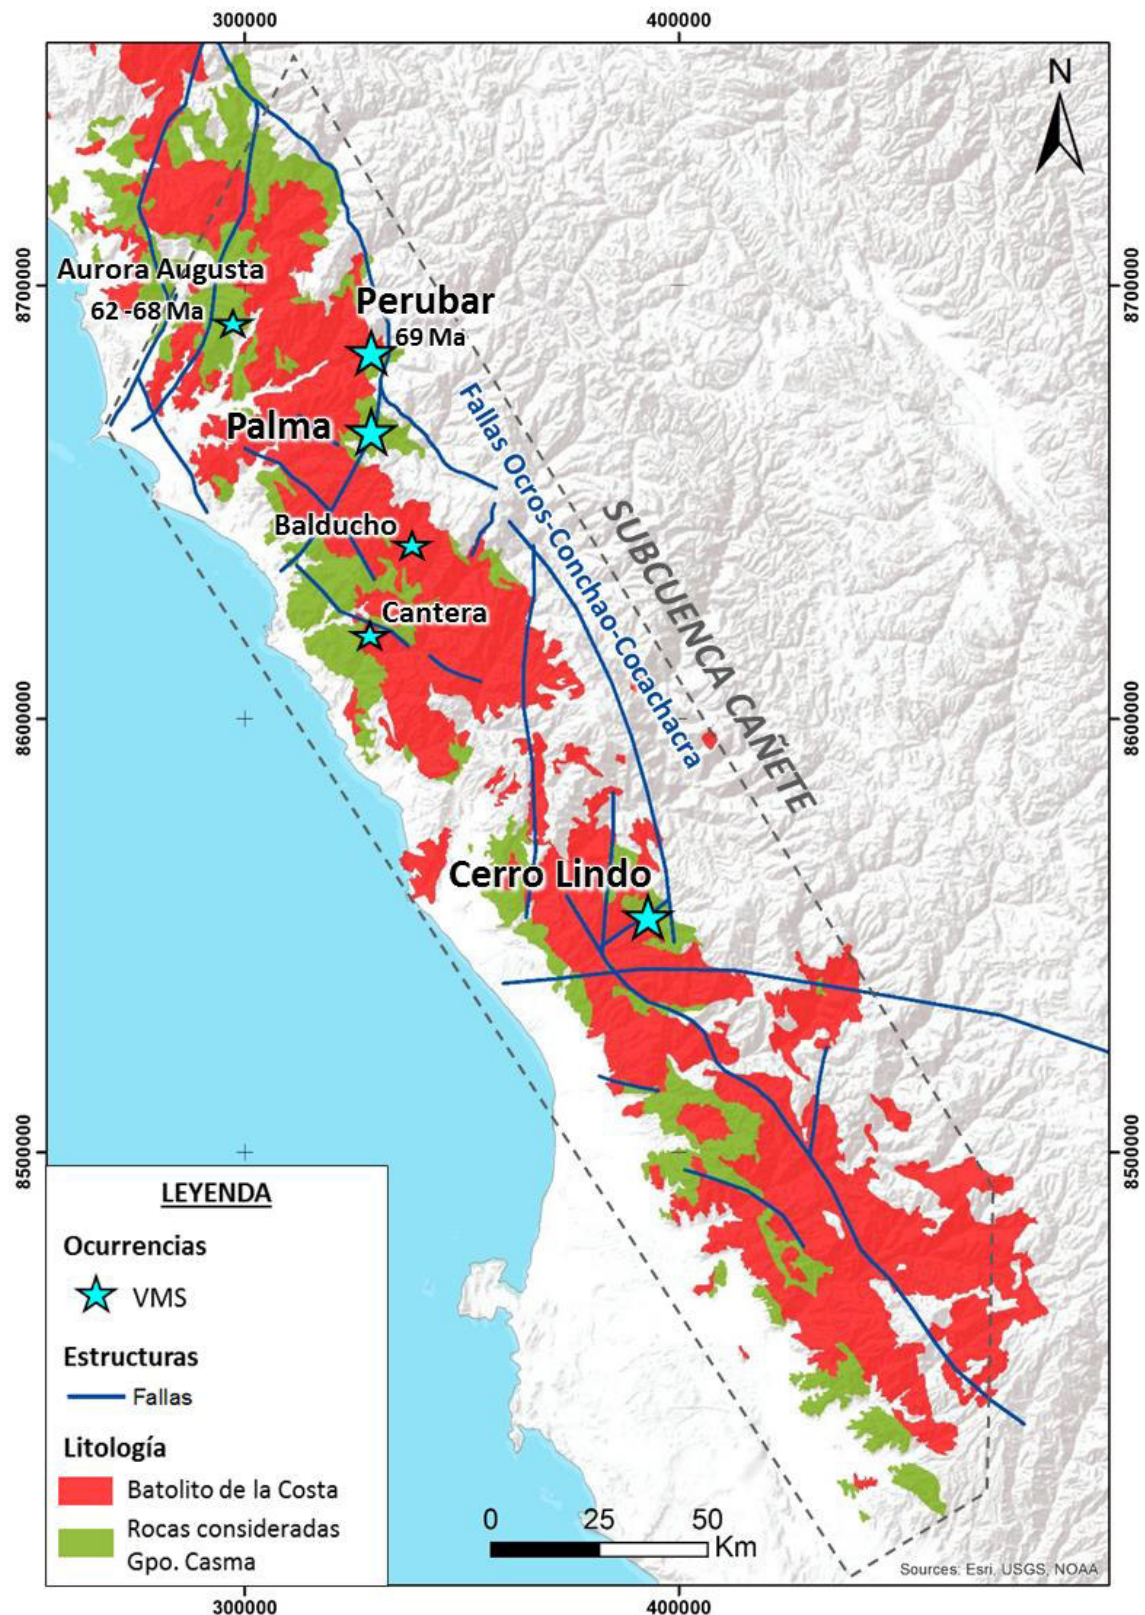 300000
400000
N
8700000
8700000
Aurora Augusta
62 -68 Ma
Perubar
69 Ma
Palma
Fallas Ocros-Conchao-Cocachacra
SUBCUENCA CAÑETE
Balducho
Cantera
8600000
8600000
Cerro Lindo
8500000
8500000
LEYENDA
Ocurrencias
VMS
Estructuras
Fallas
Litología
Batolito de la Costa
Rocas consideradas
Gpo. Casma
0 25 50
Km
Sources: Esri, USGS, NOAA
300000
400000